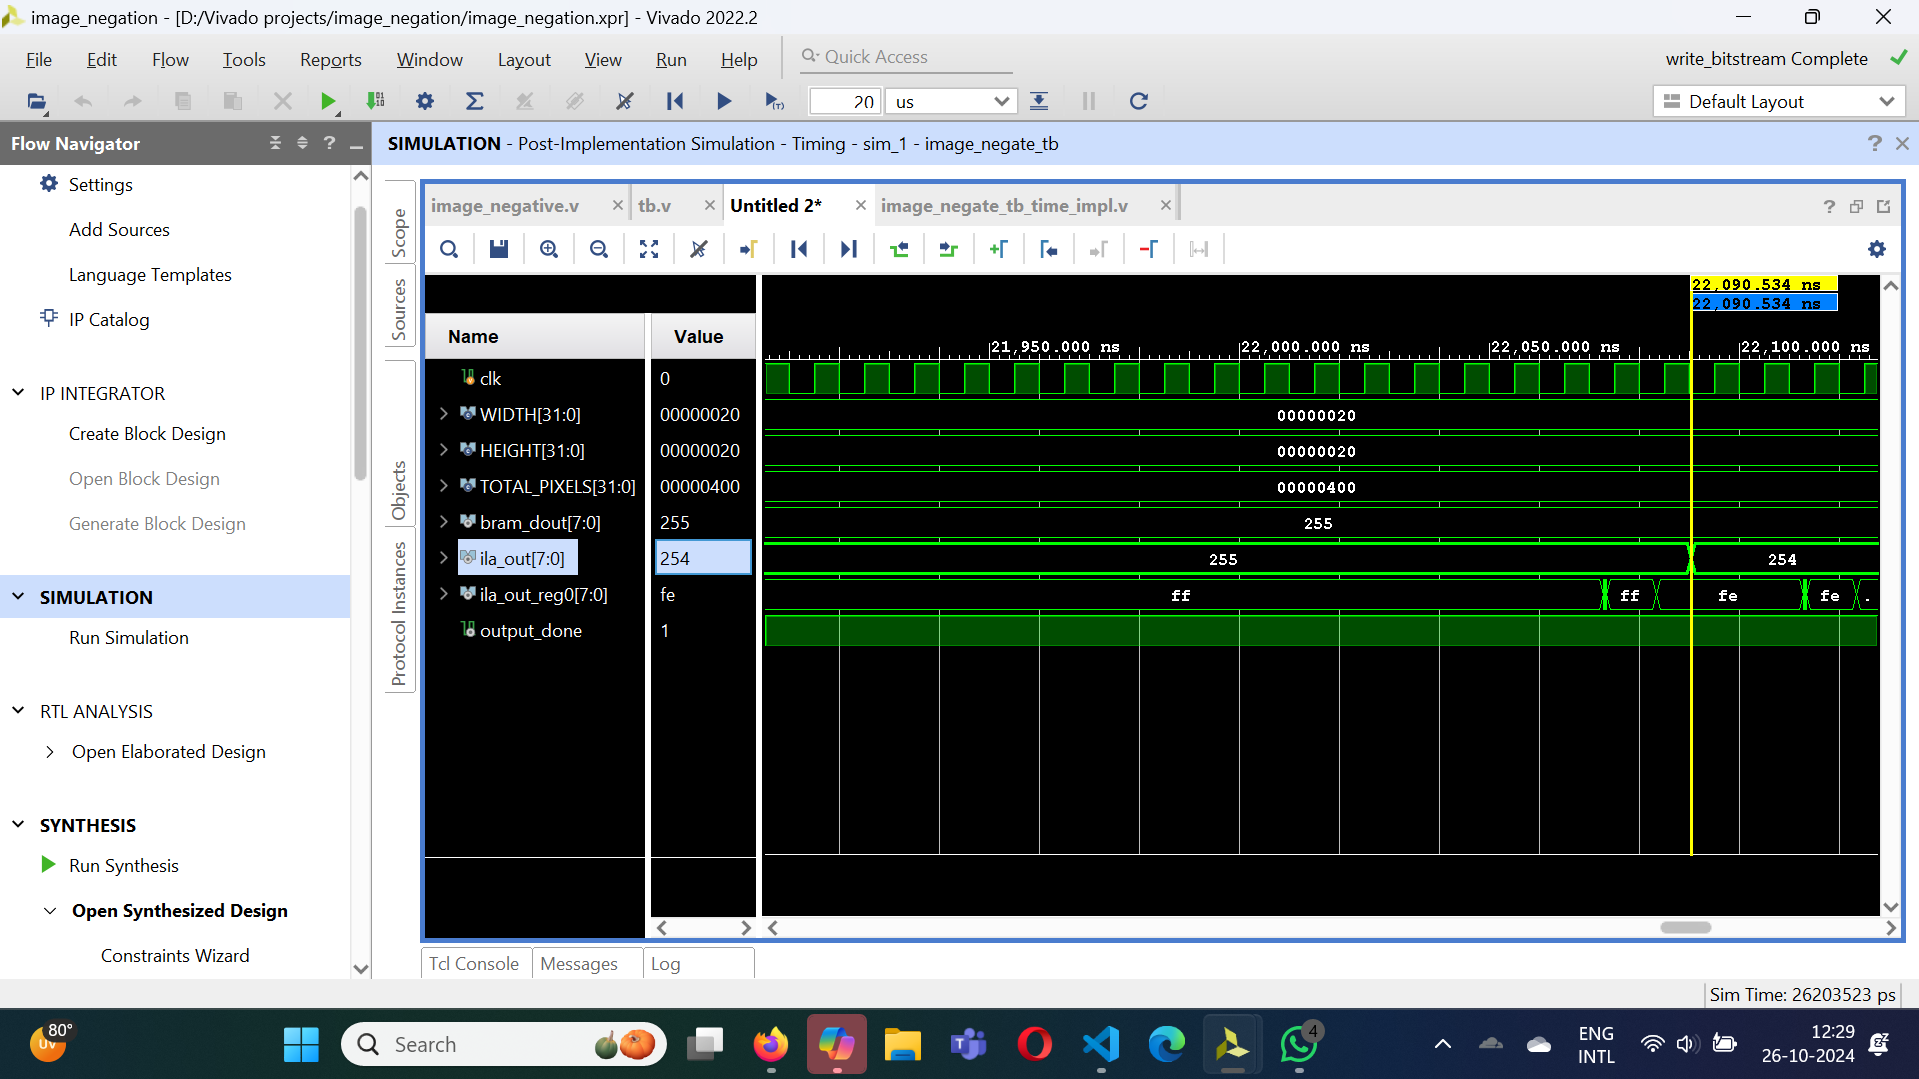 image_negation - [D:/Vivado projects/image_negation/image_negation.xpr] - Vivado 2022.2
File Edit Flow Tools Reports Window Layout View Run Help Quick Access
write_bitstream Complete
20 us
Default Layout
Flow Navigator
SIMULATION - Post-Implementation Simulation - Timing - sim_1 - image_negate_tb
Settings
Add Sources
Language Templates
IP Catalog
IP INTEGRATOR
Create Block Design
Open Block Design
Generate Block Design
SIMULATION
Run Simulation
RTL ANALYSIS
Open Elaborated Design
SYNTHESIS
Run Synthesis
Open Synthesized Design
Constraints Wizard
Scope
Sources
Objects
Protocol Instances
image_negative.v tb.v Untitled 2* image_negate_tb_time_impl.v
22,090.534 ns
22,090.534 ns
Name Value
21,950.000 ns 22,000.000 ns 22,050.000 ns 22,100.000 ns
clk 0
WIDTH[31:0] 00000020 00000020
HEIGHT[31:0] 00000020 00000020
TOTAL_PIXELS[31:0] 00000400 00000400
bram_dout[7:0] 255 255
ila_out[7:0] 254 255 254
ila_out_reg0[7:0] fe ff ff fe fe .
output_done 1
Tcl Console Messages Log
Sim Time: 26203523 ps
80°
UV
Search
4
ENG
INTL
12:29
26-10-2024